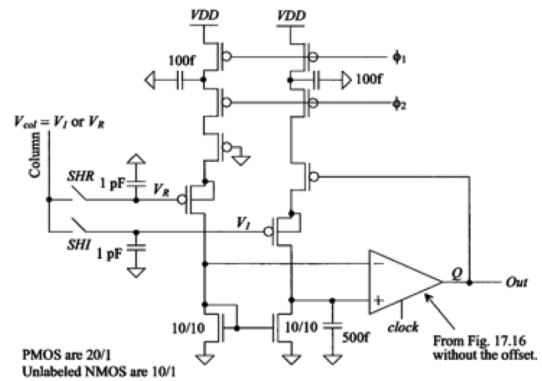 VDD
VDD
100f
100f
ϕ1
ϕ2
Vcol = VI or VR
Column
SHR
1 pF
VR
SHI
1 pF
VI
−
+
Q
Out
clock
10/10
10/10
500f
From Fig. 17.16
without the offset.
PMOS are 20/1
Unlabeled NMOS are 10/1